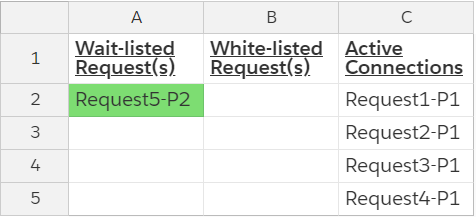 A B C
1 Wait-listed White-listed Active
Request(s) Request(s) Connections
2 Request5-P2 Request1-P1
3 Request2-P1
4 Request3-P1
5 Request4-P1